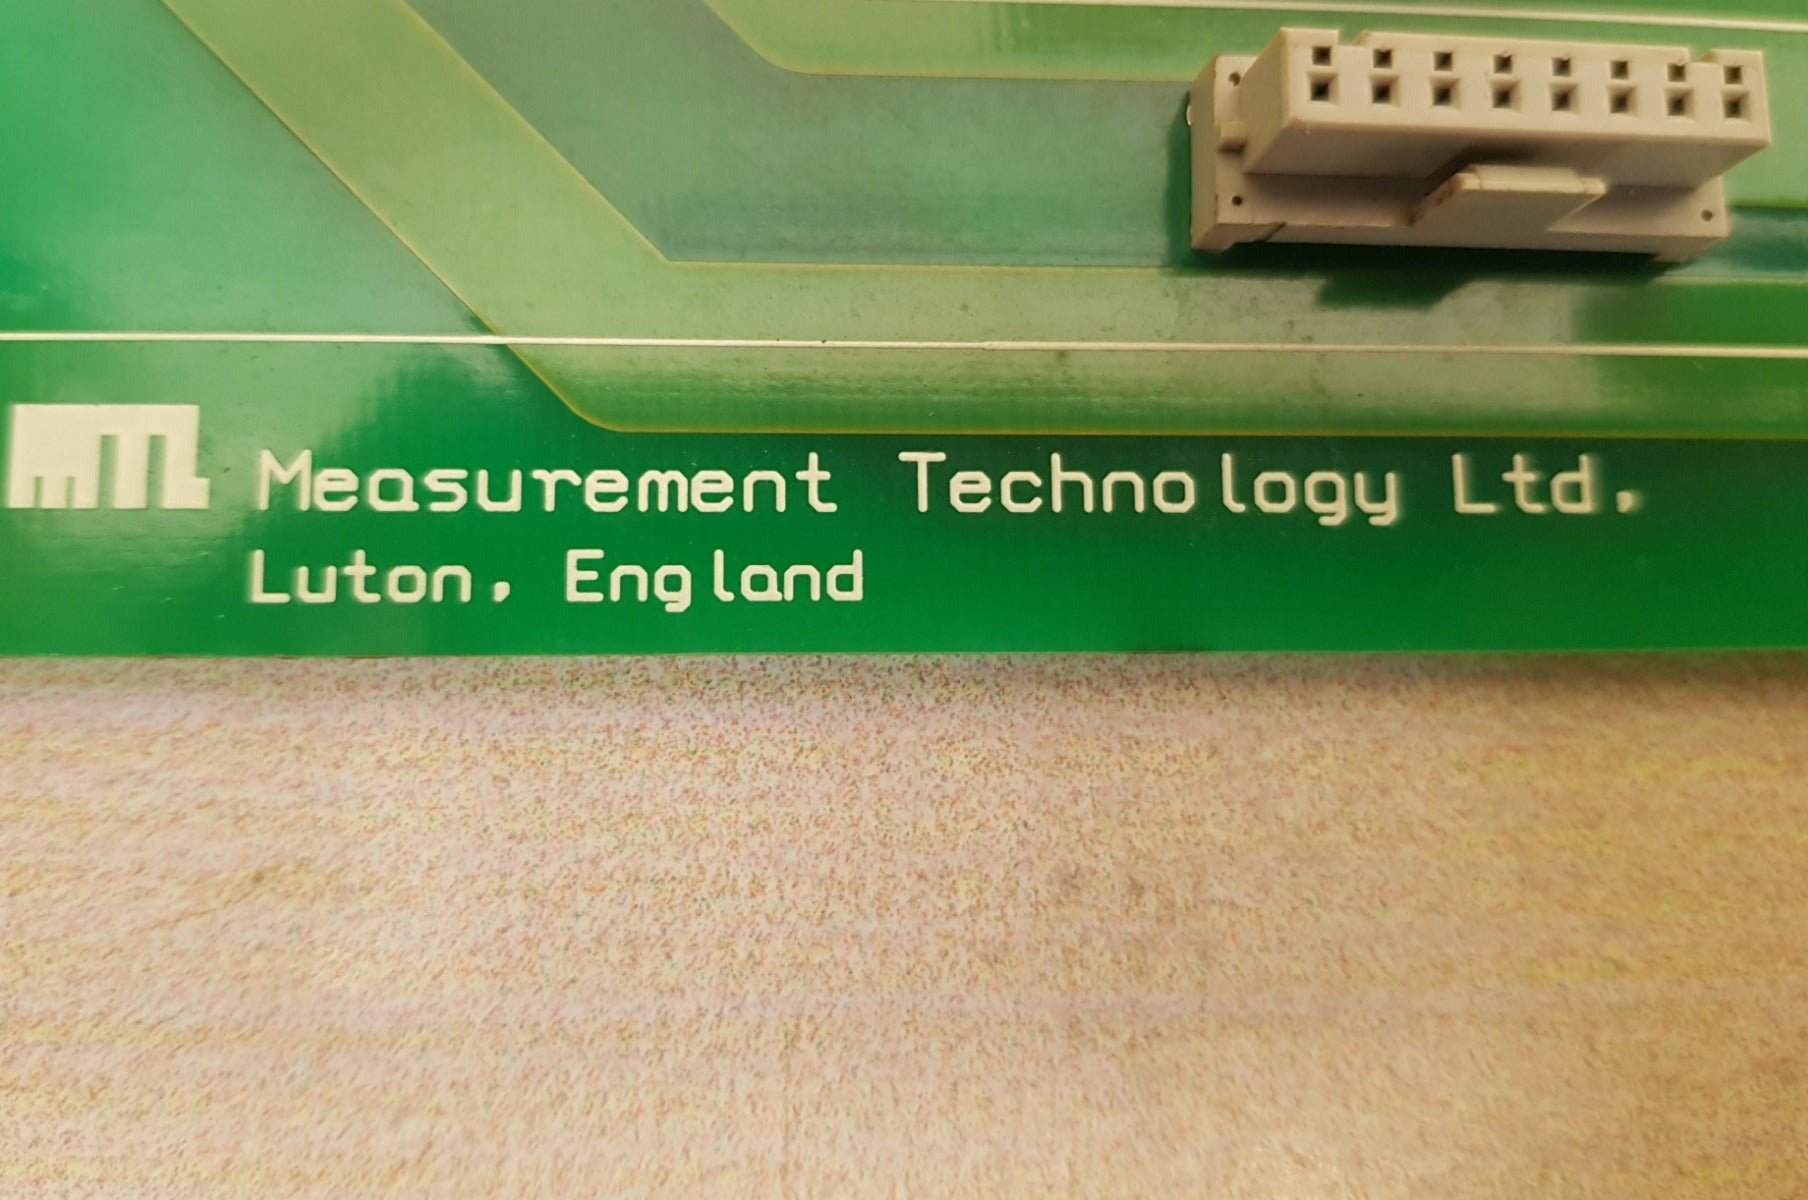 MTL Measurement Technology Ltd,
Luton, England